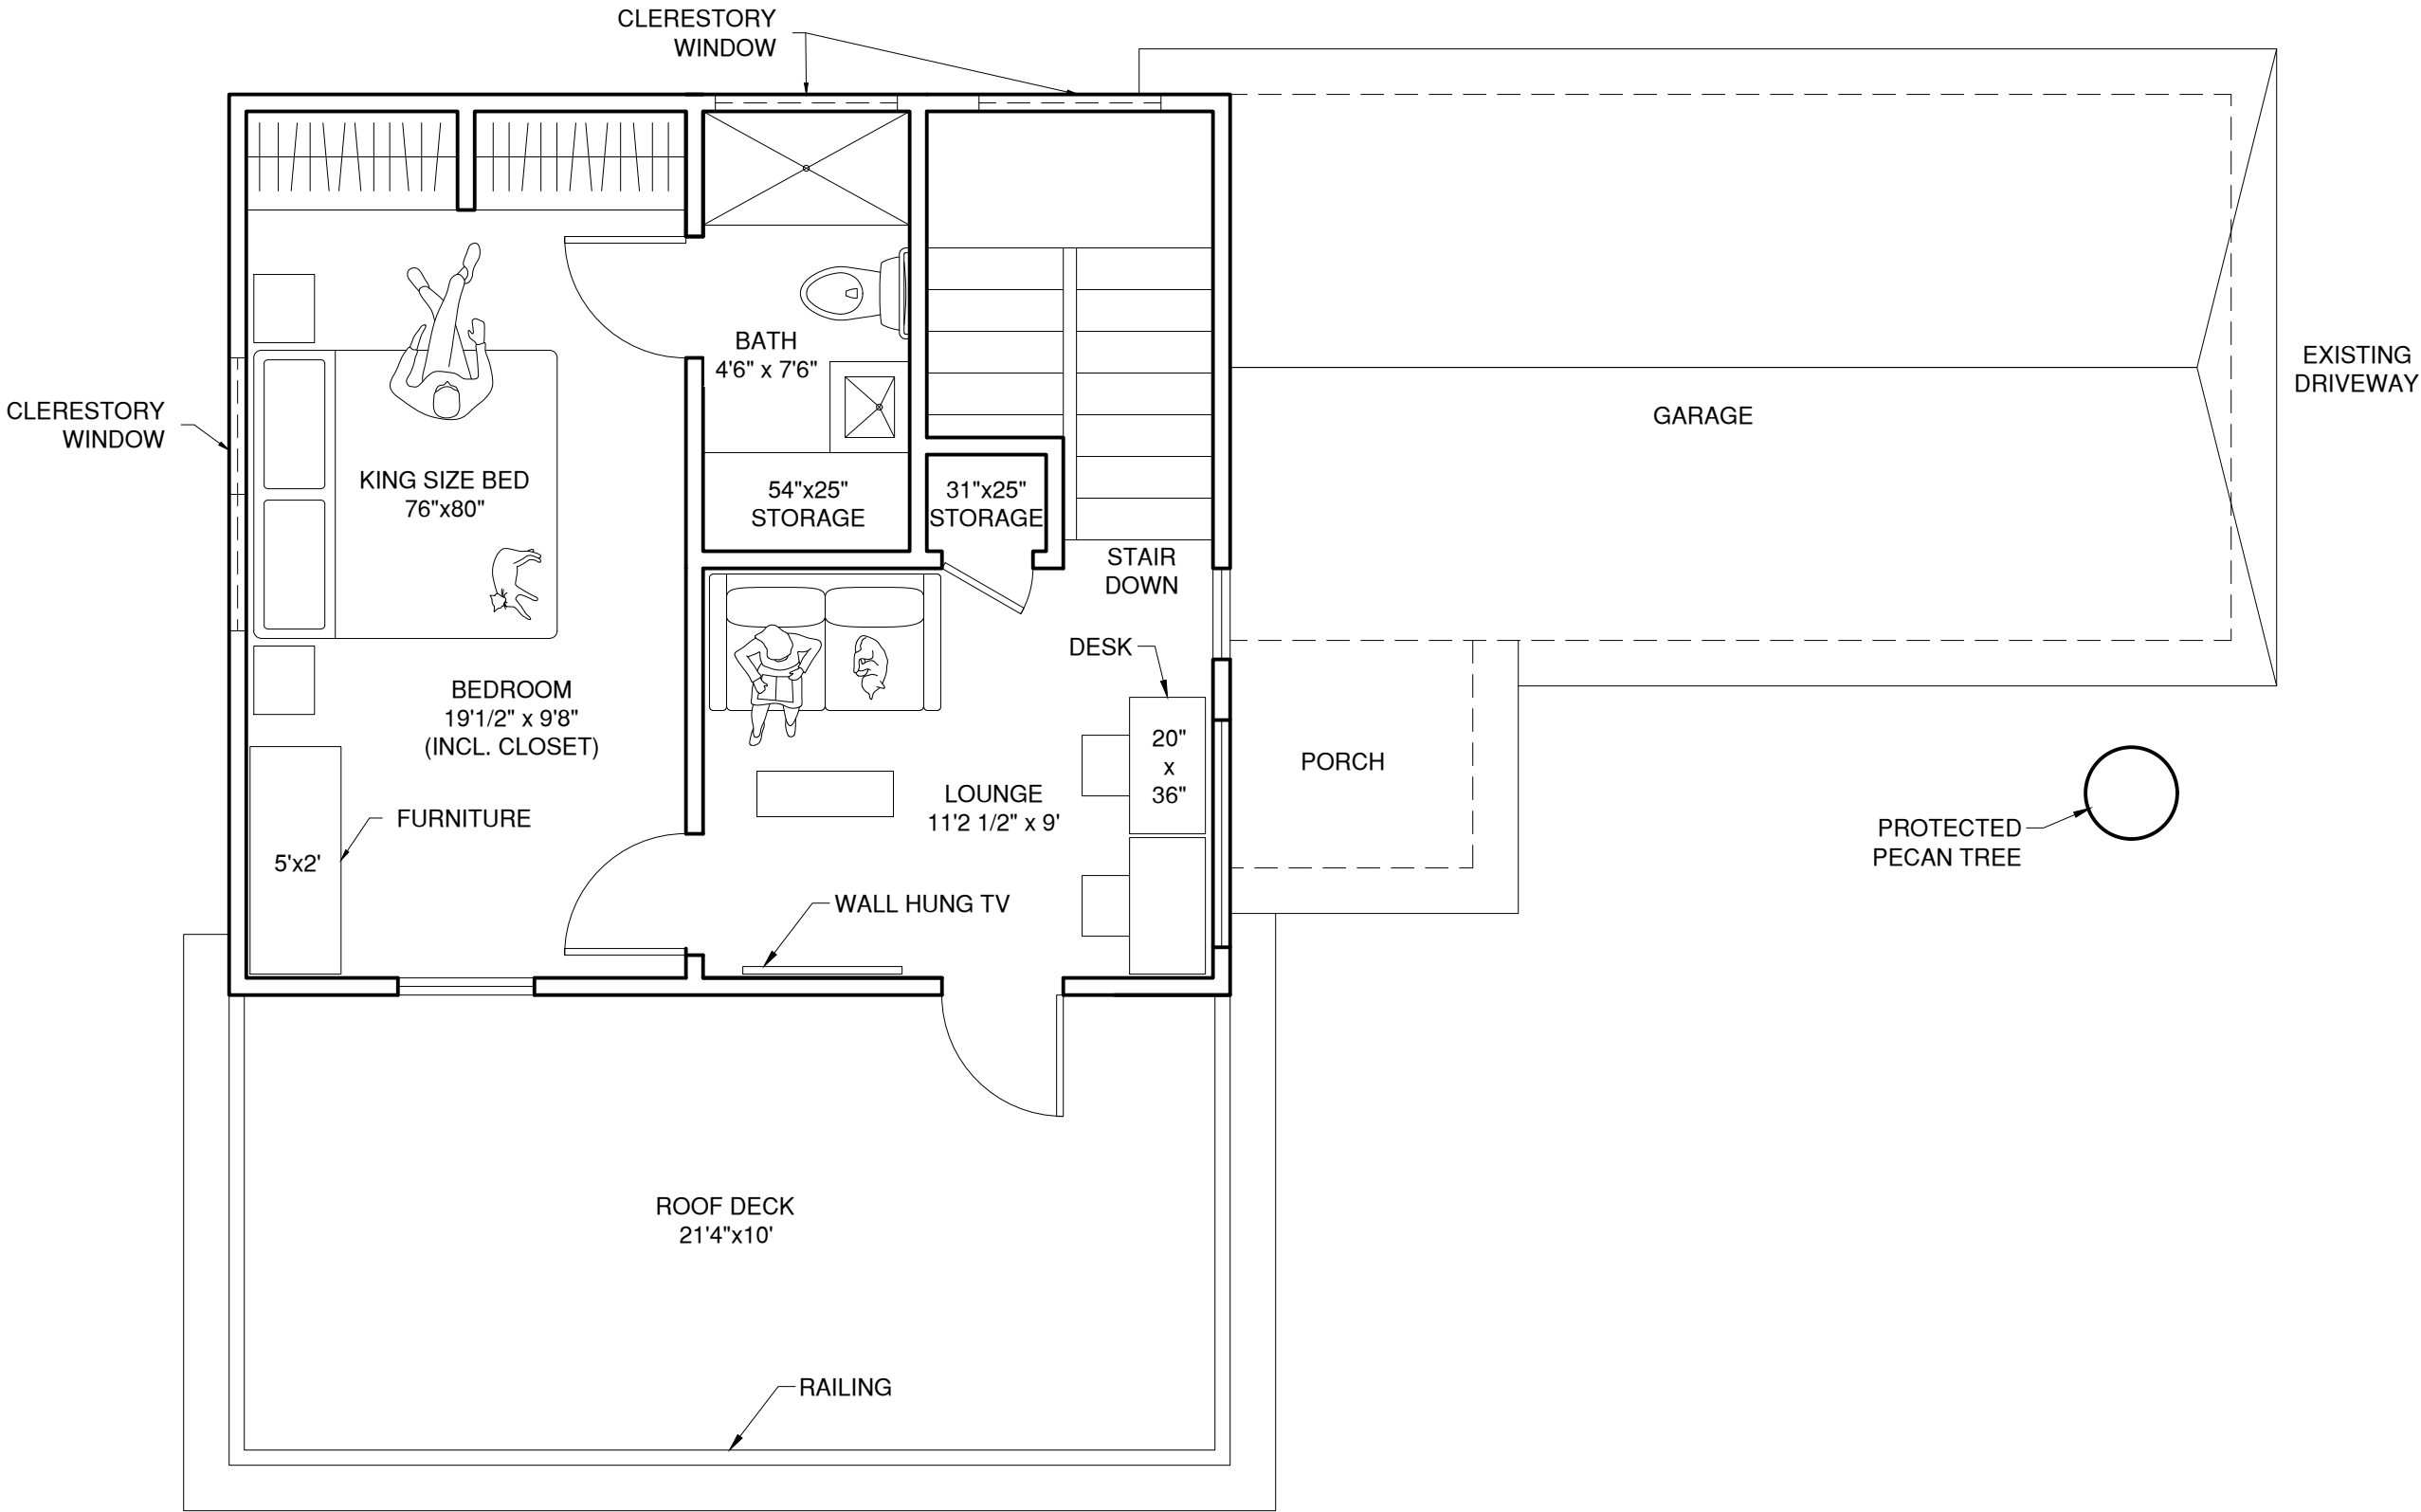 CLERESTORY
WINDOW
EXISTING
DRIVEWAY
GARAGE
BATH
4'6" x 7'6"
CLERESTORY
WINDOW
KING SIZE BED
76"x80"
54"x25"
STORAGE
31"x25"
STORAGE
STAIR
DOWN
DESK
20"
x
36"
BEDROOM
19'1/2" x 9'8"
(INCL. CLOSET)
PORCH
LOUNGE
11'2 1/2" x 9'
FURNITURE
5'x2'
PROTECTED
PECAN TREE
WALL HUNG TV
ROOF DECK
21'4"x10'
RAILING